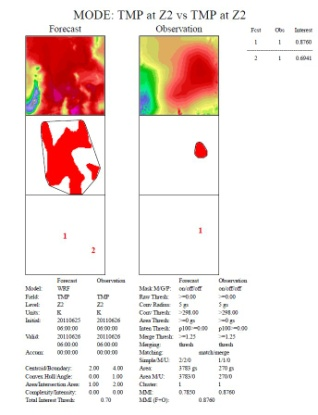 MODE: TMP at Z2 vs TMP at Z2
Forecast Observation
Fcst Obs Interest
1 1 0.8760
2 1 0.6941
1
2
1
Forecast Observation
Model: WRF
Field: TMP TMP
Level: Z2 Z2
Units: K K
Initial: 20110625 20110626
06:00:00 06:00:00
Valid: 20110626 20110626
06:00:00 06:00:00
Accum: 00:00:00 00:00:00
Centroid/Boundary: 2.00 4.00
Convex Hull/Angle: 0.00 1.00
Area/Intersection Area: 1.00 2.00
Complexity/Intensity: 0.00 0.00
Total Interest Thresh: 0.70
Forecast Observation
Mask M/G/P: on/off/off on/off/off
Raw Thresh: >=0.00 >=0.00
Conv Radius: 5 gs 5 gs
Conv Thresh: >298.00 >298.00
Area Thresh: >=0 gs >=0 gs
Inten Thresh: p100 >=0.00 p100 >=0.00
Merge Thresh: >=1.25 >=1.25
Merging: thresh thresh
Matching: match/merge
Simple/M/U: 2/2/0 1/1/0
Area: 3783 gs 270 gs
Area M/U: 3783/0 270/0
Cluster: 1 1
MMI: 0.7850 0.8760
MMI (F+O): 0.8760